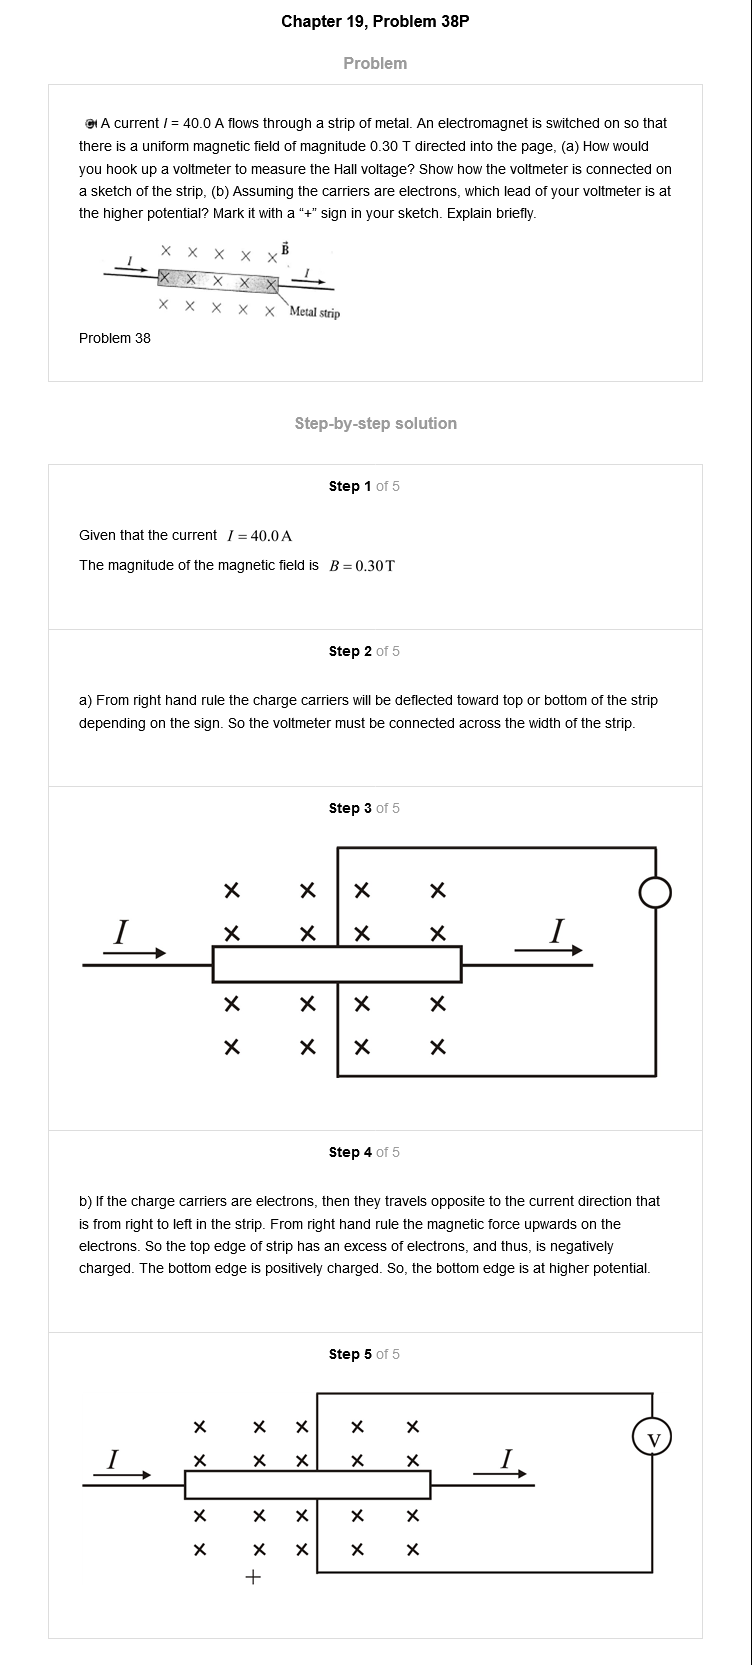 Chapter 19, Problem 38P
Problem
A current I = 40.0 A flows through a strip of metal. An electromagnet is switched on so that
there is a uniform magnetic field of magnitude 0.30 T directed into the page, (a) How would
you hook up a voltmeter to measure the Hall voltage? Show how the voltmeter is connected on
a sketch of the strip, (b) Assuming the carriers are electrons, which lead of your voltmeter is at
the higher potential? Mark it with a “+” sign in your sketch. Explain briefly.
× × × × × B⃗
I
× × × × ×
I
× × × × × Metal strip
Problem 38
Step-by-step solution
Step 1 of 5
Given that the current I = 40.0 A
The magnitude of the magnetic field is B = 0.30 T
Step 2 of 5
a) From right hand rule the charge carriers will be deflected toward top or bottom of the strip
depending on the sign. So the voltmeter must be connected across the width of the strip.
Step 3 of 5
× × × ×
I × × × × I
× × × ×
× × × ×
Step 4 of 5
b) If the charge carriers are electrons, then they travels opposite to the current direction that
is from right to left in the strip. From right hand rule the magnetic force upwards on the
electrons. So the top edge of strip has an excess of electrons, and thus, is negatively
charged. The bottom edge is positively charged. So, the bottom edge is at higher potential.
Step 5 of 5
× × × × ×
V
I × × × × × I
× × × × ×
× × × × ×
+